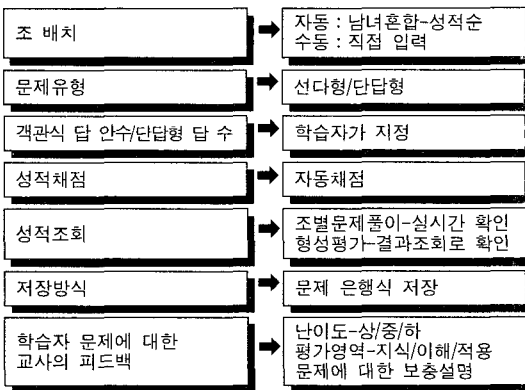 조 배치
자동 : 남녀혼합-성적순
수동 : 직접 입력
문제유형
선다형/단답형
객관식 답 안수/단답형 답 수
학습자가 지정
성적채점
자동채점
성적조회
조별문제품이-실시간 확인
형성평가-결과조회로 확인
저장방식
문제 은행식 저장
학습자 문제에 대한
교사의 피드백
난이도-상/중/하
평가영역-지식/이해/적용
문제에 대한 보충설명